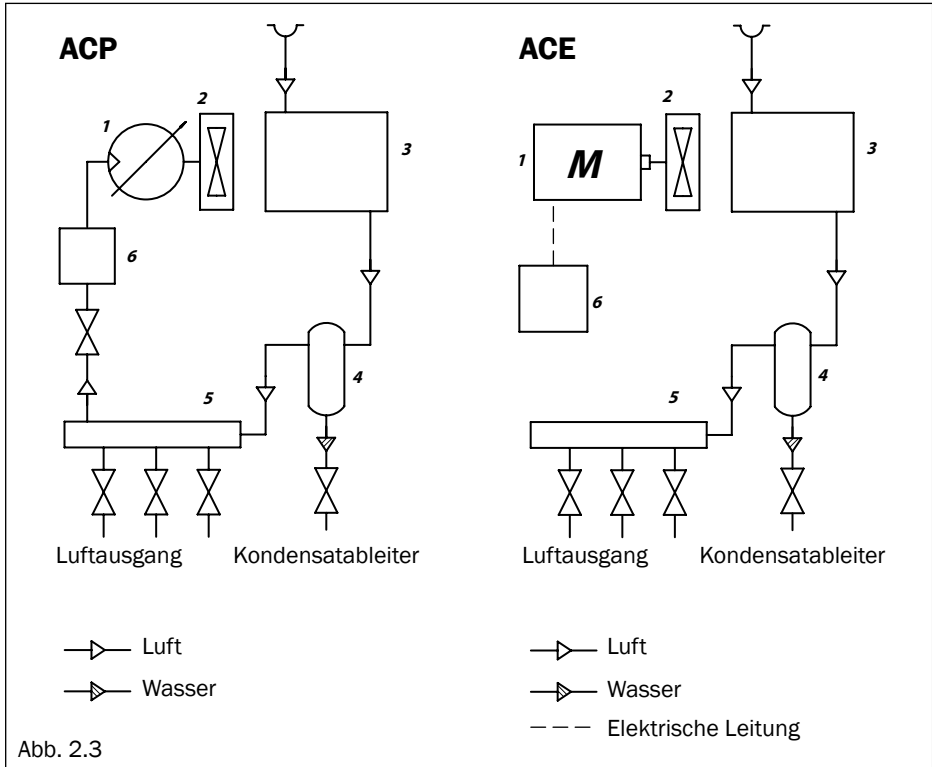 ACP
1
2
3
6
4
5
Luftausgang
Kondensatableiter
Luft
Wasser
ACE
1
M
2
3
6
4
5
Luftausgang
Kondensatableiter
Luft
Wasser
Elektrische Leitung
Abb. 2.3